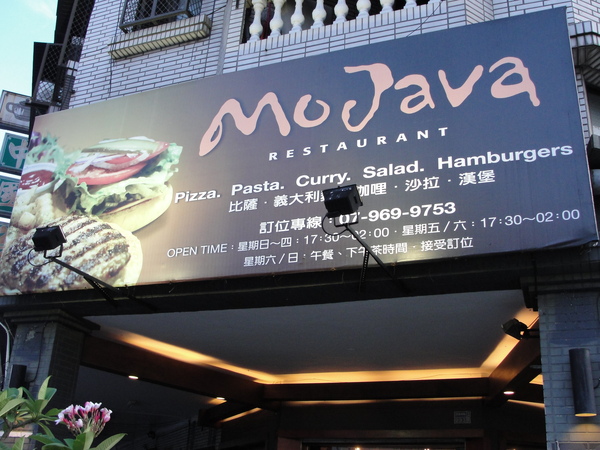 MoJava
RESTAURANT
Pizza. Pasta. Curry. Salad. Hamburgers
比薩．義大利 咖哩．沙拉．漢堡
訂位專線 07-969-9753
OPEN TIME：星期日～四：17:30～02:00．星期五/六：17:30～02:00
星期六/日．午餐、下午茶時間．接受訂位